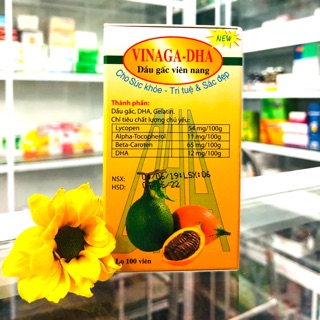 VINAGA-DHA
NEW
Dầu gấc viên nang
Cho Sức khỏe - Trí tuệ & Sắc đẹp
Thành phần:
Dầu gấc, DHA, Gelatin.
Chỉ tiêu chất lượng chủ yếu:
Lycopen 54 mg/100g
Alpha-Tocopherol 11 mg/100g
Beta-Caroten 65 mg/100g
DHA 12 mg/100g
NSX:
HSD:
Lọ 100 viên